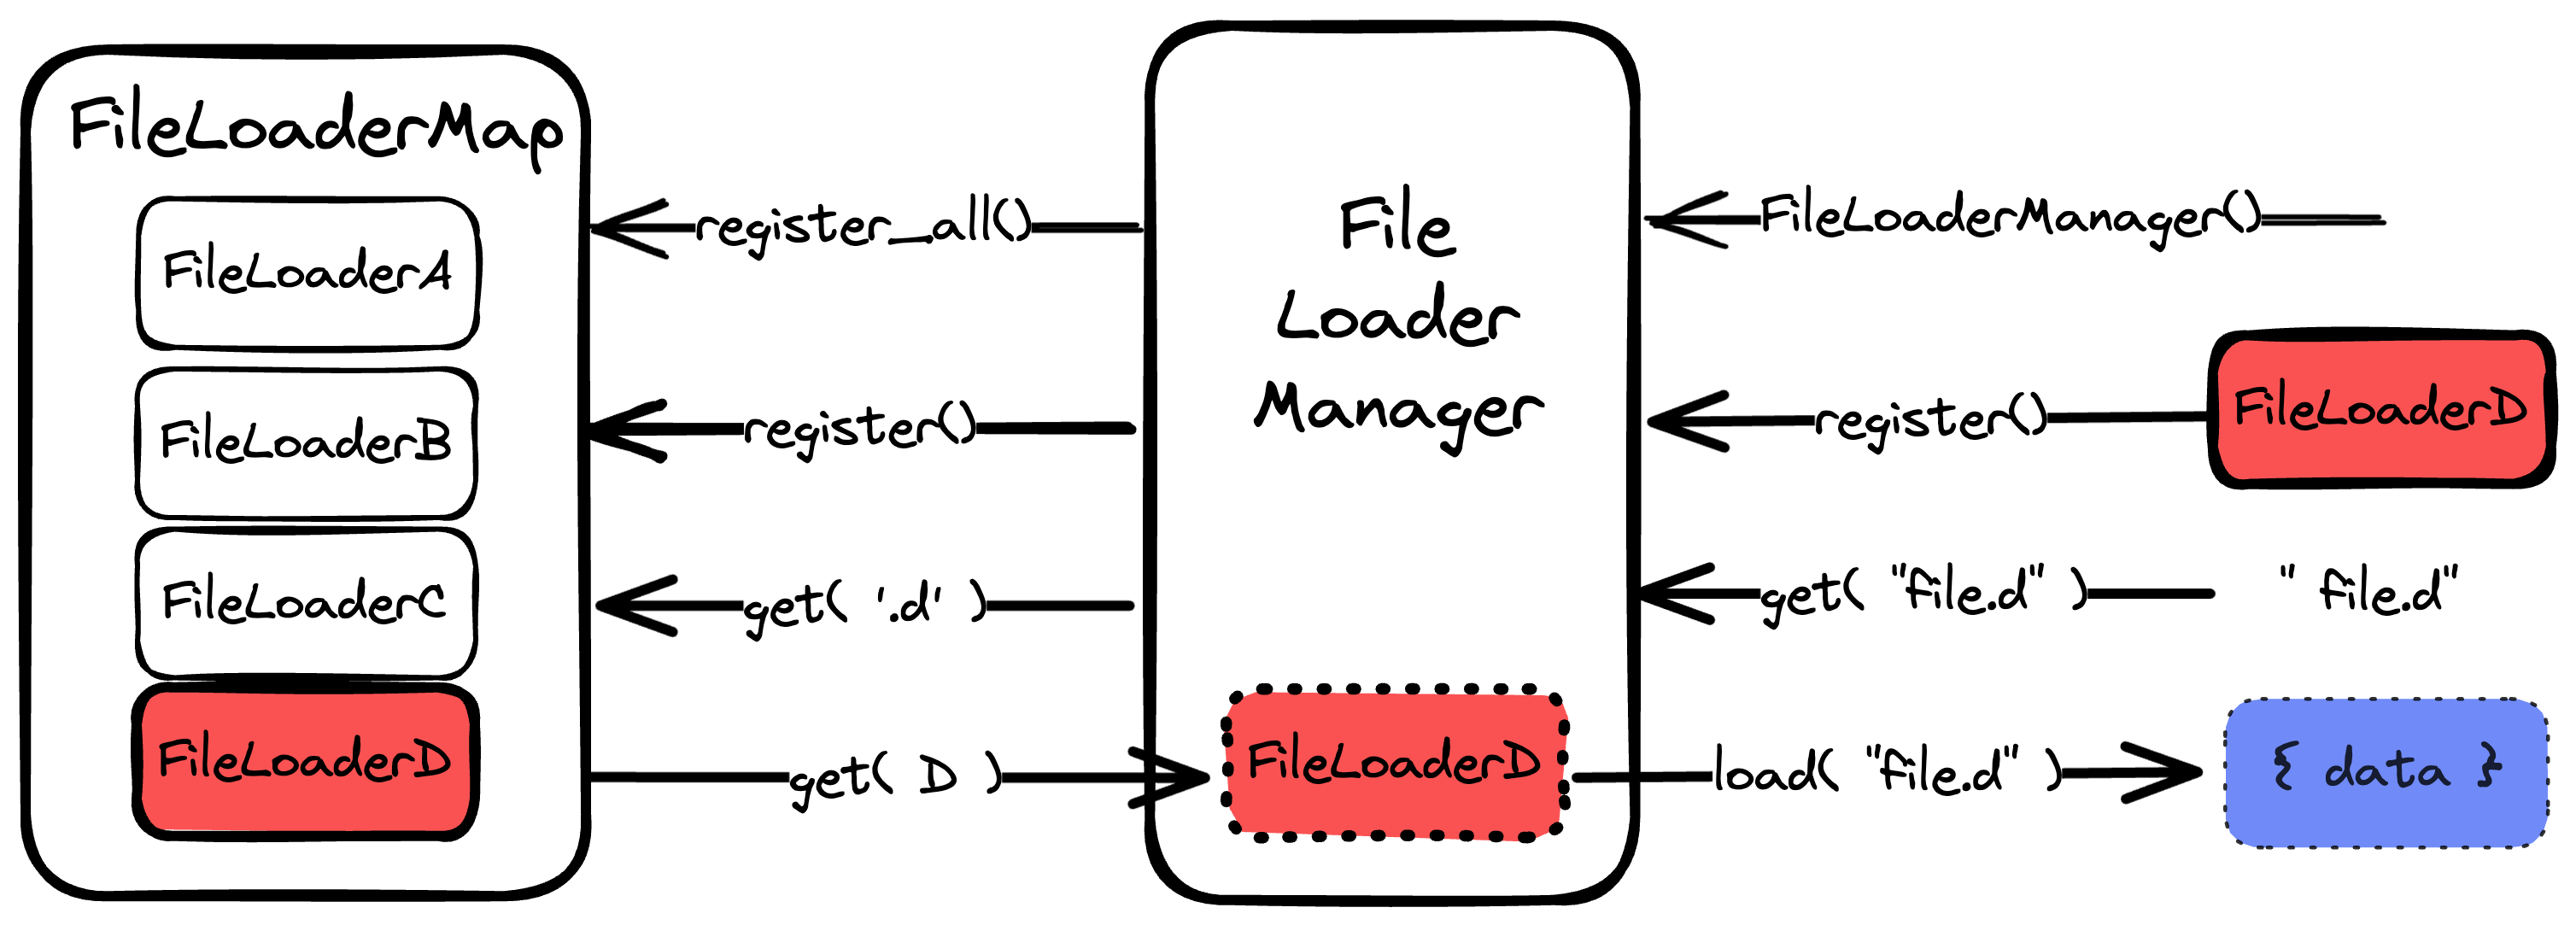 FileLoaderMap
FileLoaderA
FileLoaderB
FileLoaderC
FileLoaderD
register_all()
register()
get( '.d' )
get( D )
File
Loader
Manager
FileLoaderD
FileLoaderManager()
register()
FileLoaderD
get( "file.d" )
" file.d"
load( "file.d" )
{ data }